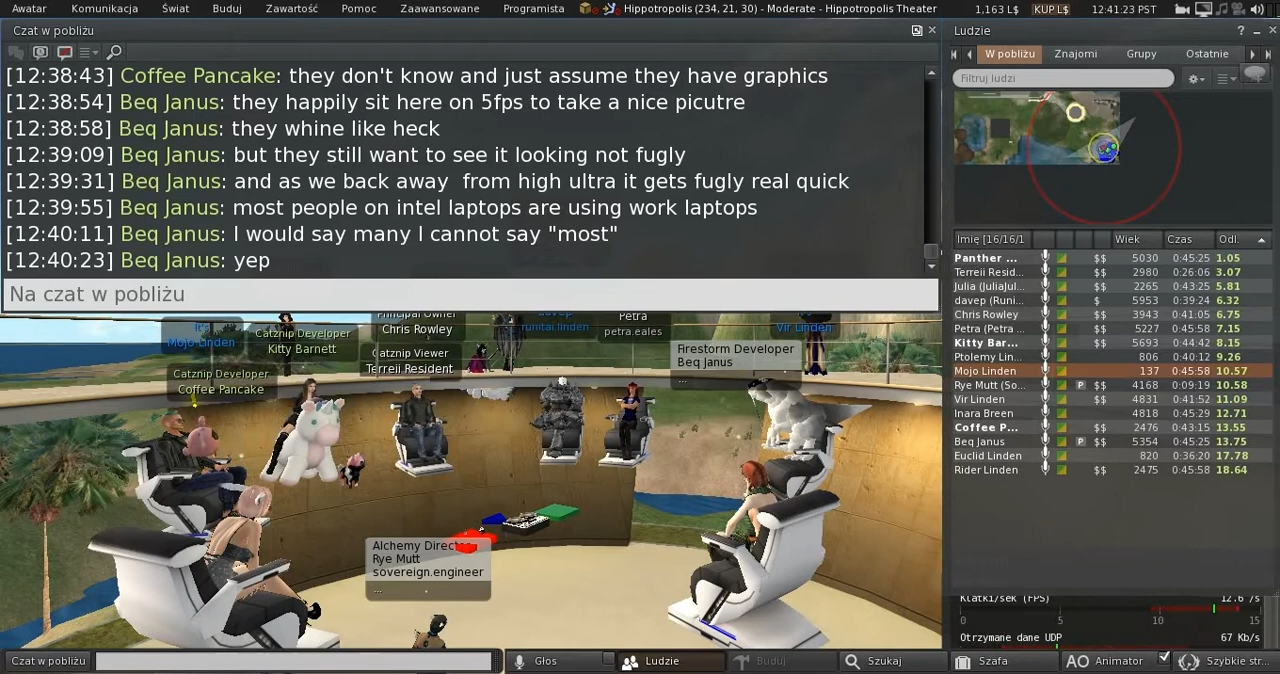 Awatar Komunikacja Świat Buduj Zawartość Pomoc Zaawansowane Programista Hippotropolis (234, 21, 30) - Moderate - Hippotropolis Theater 1,163 L$ KUP L$ 12:41:23 PST
Czat w pobliżu
[12:38:43] Coffee Pancake: they don't know and just assume they have graphics
[12:38:54] Beq Janus: they happily sit here on 5fps to take a nice picutre
[12:38:58] Beq Janus: they whine like heck
[12:39:09] Beq Janus: but they still want to see it looking not fugly
[12:39:31] Beq Janus: and as we back away  from high ultra it gets fugly real quick
[12:39:55] Beq Janus: most people on intel laptops are using work laptops
[12:40:11] Beq Janus: I would say many I cannot say "most"
[12:40:23] Beq Janus: yep
Na czat w pobliżu
Mojo Linden
Catznip Developer
Kitty Barnett
Principal Owner
Chris Rowley
Catznip Viewer
Terreii Resident
runitai.linden
Petra
petra.eales
Firestorm Developer
Beq Janus
...
Vir Linden
Catznip Developer
Coffee Pancake
Alchemy Direc
Rye Mutt
sovereign.engineer
...
Ludzie
W pobliżu Znajomi Grupy Ostatnie
Filtruj ludzi
Imię [16/16/1 Wiek Czas Odl.
Panther ... $$ 5030 0:45:25 1.05
Terreii Resid... $$ 2980 0:26:06 3.07
Julia (JuliaJul... $$ 2265 0:43:25 5.81
davep (Runi... $ 5953 0:39:24 6.32
Chris Rowley $$ 3943 0:41:05 6.75
Petra (Petra ... $$ 5227 0:45:58 7.15
Kitty Bar... $$ 5693 0:44:42 8.15
Ptolemy Lin... 806 0:40:12 9.26
Mojo Linden 137 0:45:58 10.57
Rye Mutt (So... P $$ 4168 0:09:19 10.58
Vir Linden $$ 4831 0:41:52 11.09
Inara Breen 4818 0:45:29 12.71
Coffee P... $$ 2476 0:43:15 13.55
Beq Janus P $$ 5354 0:45:25 13.75
Euclid Linden 820 0:36:20 17.78
Rider Linden $$ 2475 0:45:58 18.64
Klatki/sek (FPS) 12.6 /s
0 5 10 15
Otrzymane dane UDP 67 Kb/s
Czat w pobliżu Głos Ludzie Buduj Szukaj Szafa AO Animator Szybkie str...